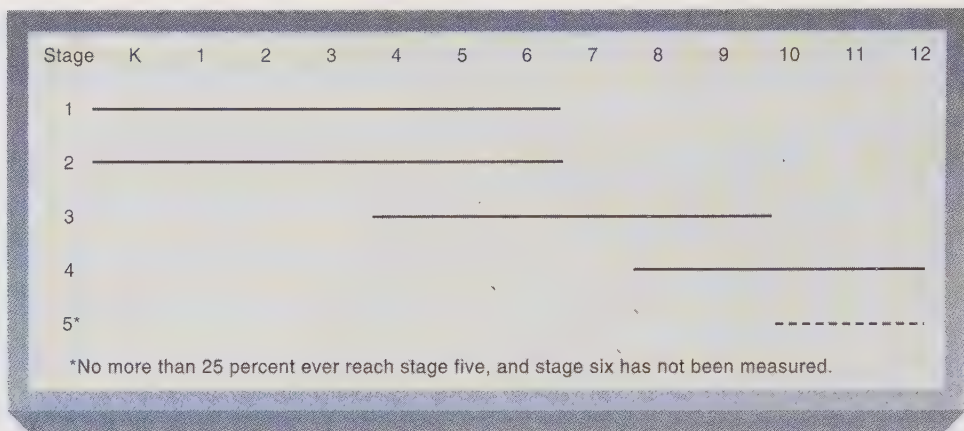 Stage K 1 2 3 4 5 6 7 8 9 10 11 12
1
2
3
4
5*
*No more than 25 percent ever reach stage five, and stage six has not been measured.